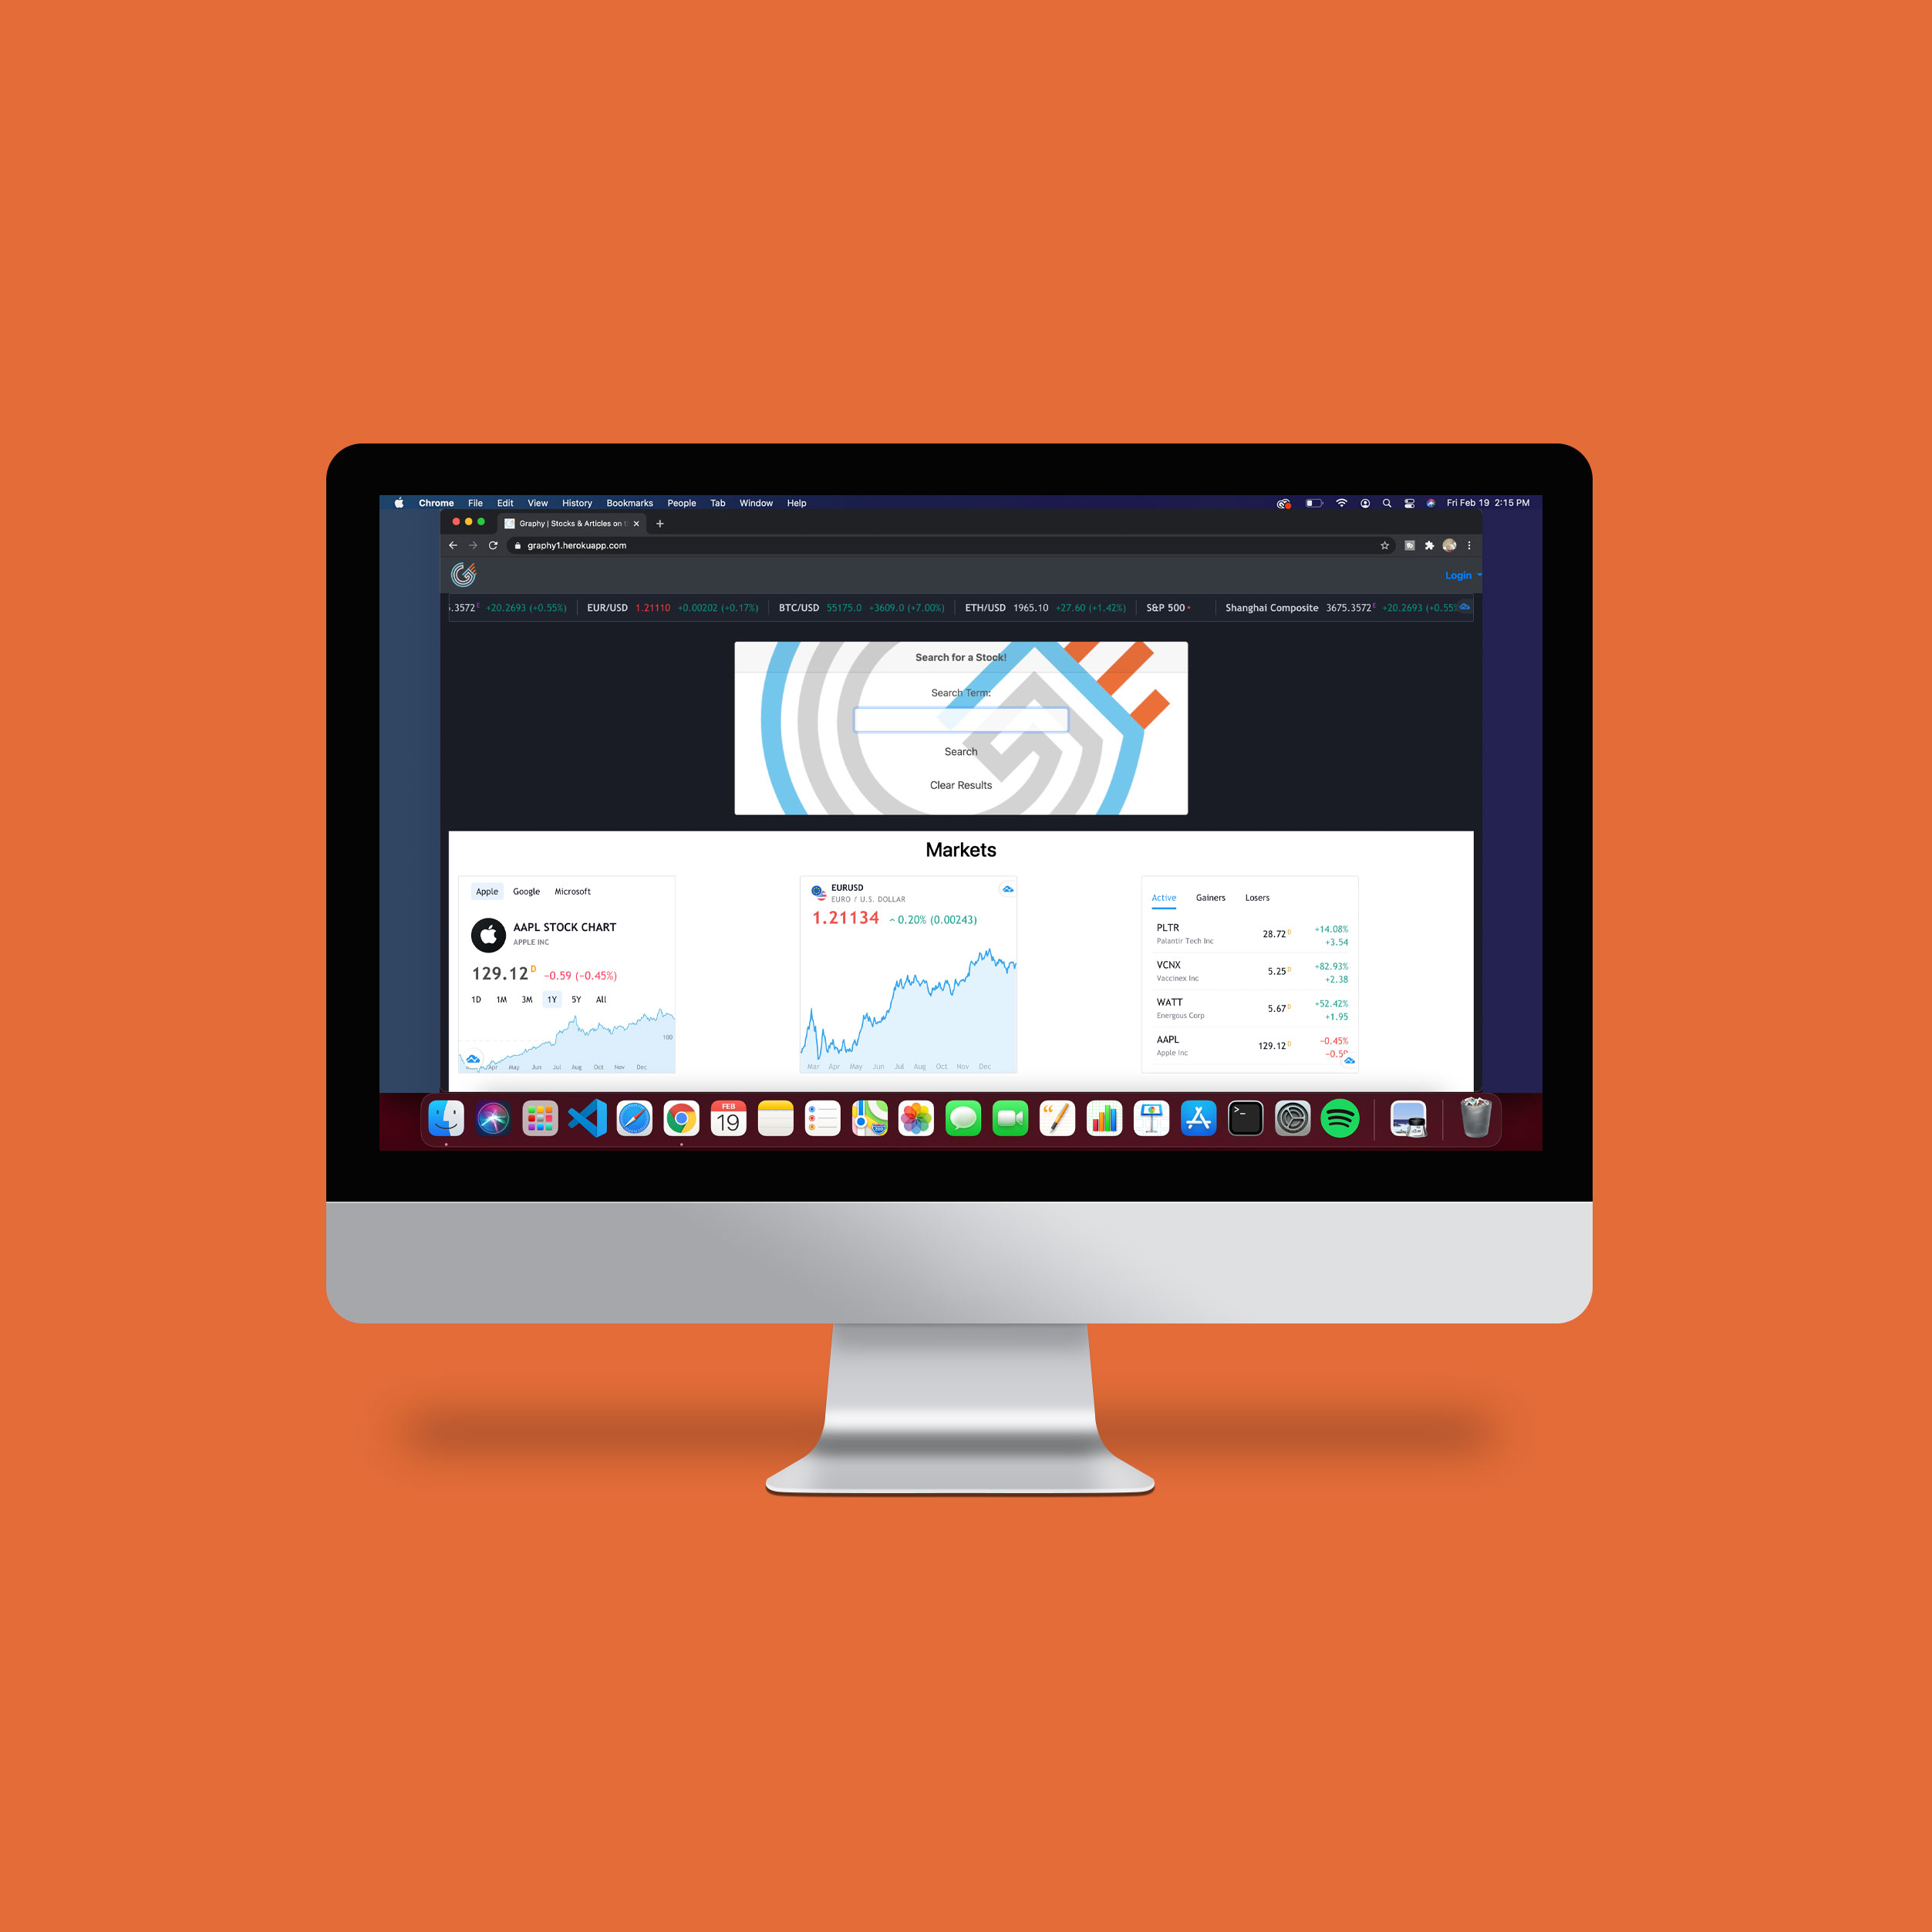 Chrome File Edit View History Bookmarks People Tab Window Help Fri Feb 19 2:15 PM
Graphy | Stocks & Articles on
graphy1.herokuapp.com
Login
.3572 E +20.2693 (+0.55%) EUR/USD 1.21110 +0.00202 (+0.17%) BTC/USD 55175.0 +3609.0 (+7.00%) ETH/USD 1965.10 +27.60 (+1.42%) S&P 500 Shanghai Composite 3675.3572 E +20.2693 (+0.55
Search for a Stock!
Search Term:
Search
Clear Results
Markets
Apple Google Microsoft
AAPL STOCK CHART
APPLE INC
129.12 D −0.59 (−0.45%)
1D 1M 3M 1Y 5Y All
100
Apr May Jun Jul Aug Oct Nov Dec
EURUSD
EURO / U.S. DOLLAR
1.21134 0.20% (0.00243)
Mar Apr May Jun Jul Aug Oct Nov Dec
Active Gainers Losers
PLTR 28.72 D +14.08%
Palantir Tech Inc +3.54
VCNX 5.25 D +82.93%
Vaccinex Inc +2.38
WATT 5.67 D +52.42%
Energous Corp +1.95
AAPL 129.12 D −0.45%
Apple Inc −0.59
FEB
19